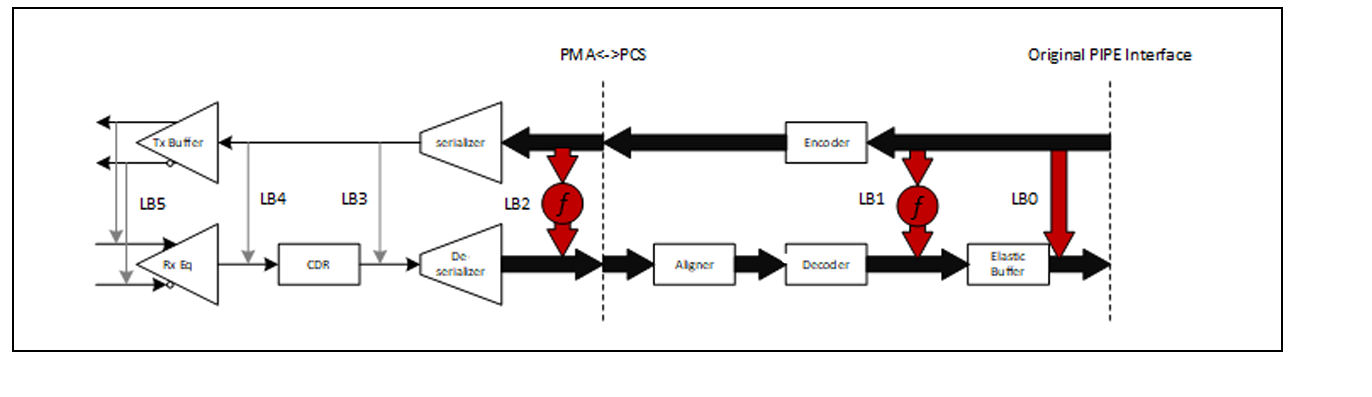 PMA<->PCS
Original PIPE Interface
Tx Buffer
serializer
Encoder
LB5
LB4
LB3
LB2
f
LB1
f
LB0
Rx Eq
CDR
De-
serializer
Aligner
Decoder
Elastic
Buffer